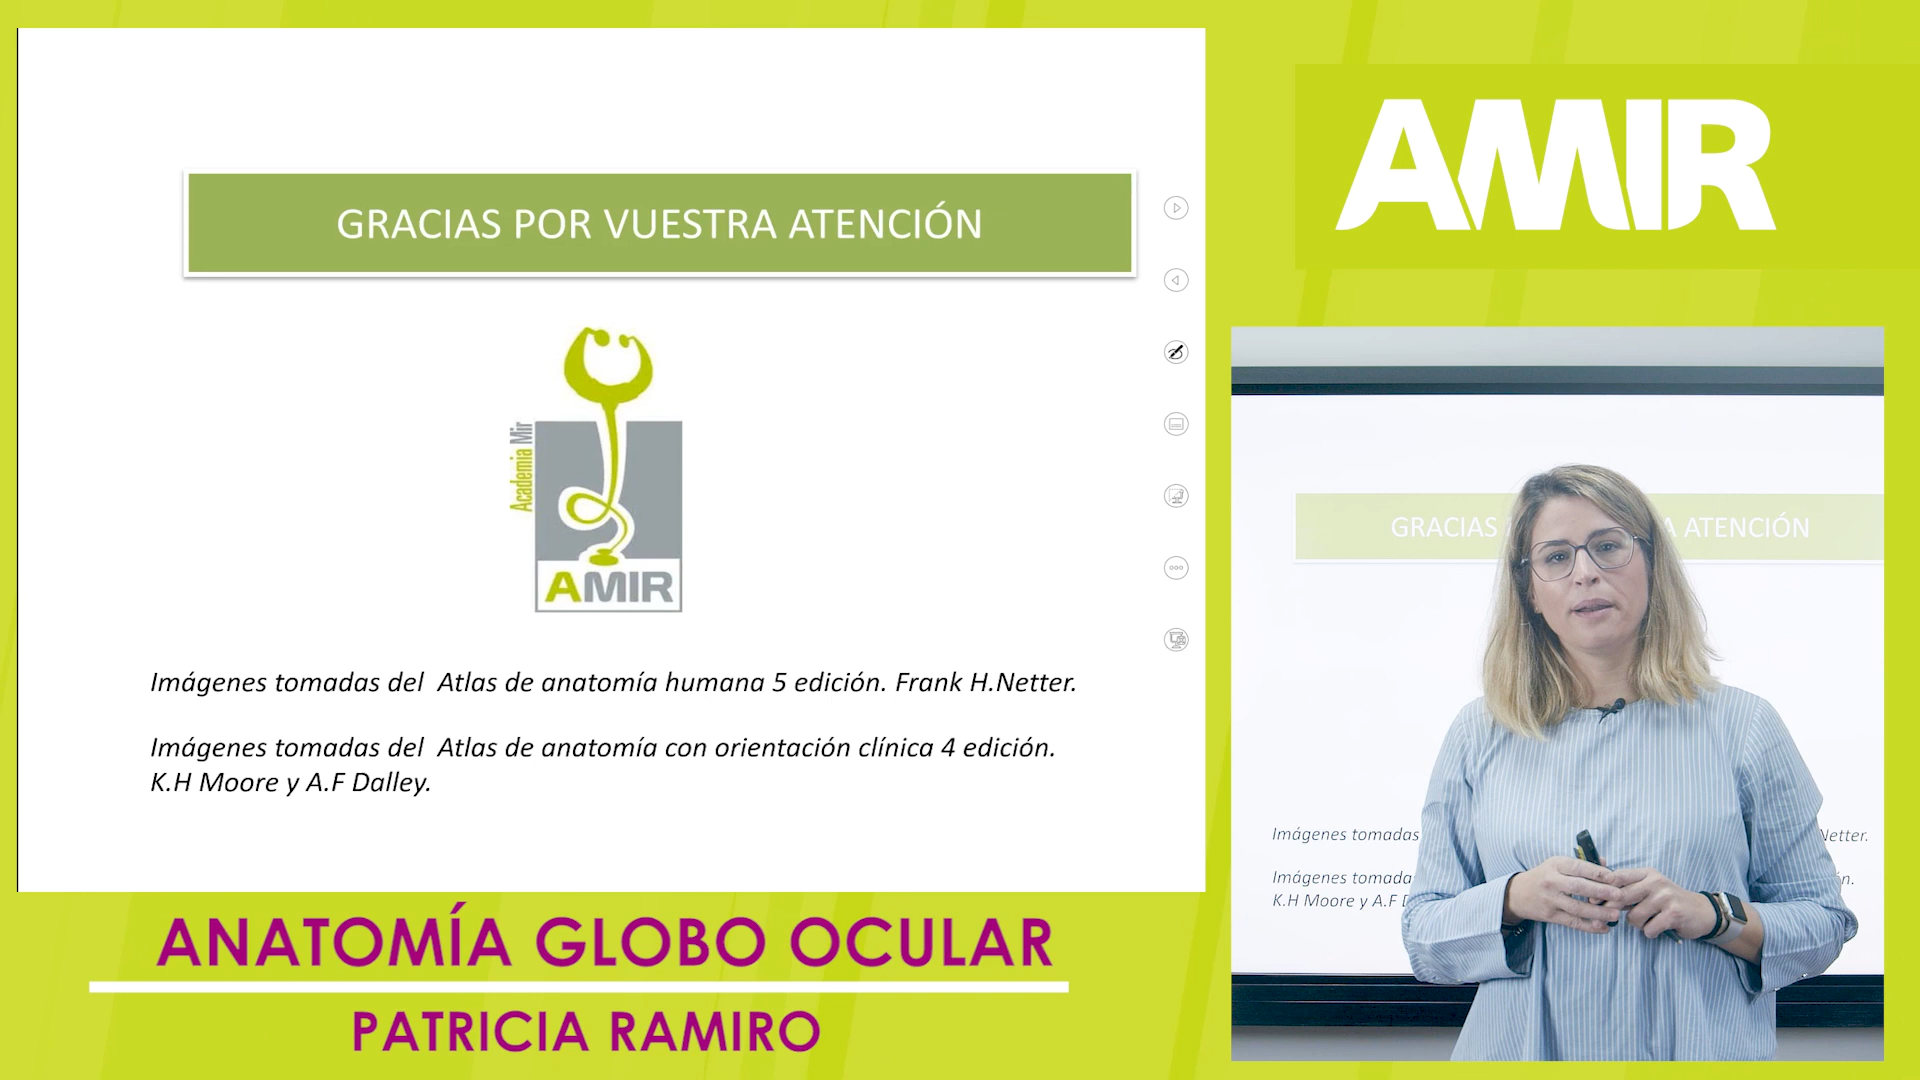 GRACIAS POR VUESTRA ATENCIÓN
Academia Mir
AMIR
Imágenes tomadas del Atlas de anatomía humana 5 edición. Frank H.Netter.
Imágenes tomadas del Atlas de anatomía con orientación clínica 4 edición.
K.H Moore y A.F Dalley.
ANATOMÍA GLOBO OCULAR
PATRICIA RAMIRO
AMIR
GRACIAS A ATENCIÓN
Imágenes tomadas Netter.
Imágenes tomada ón.
K.H Moore y A.F D